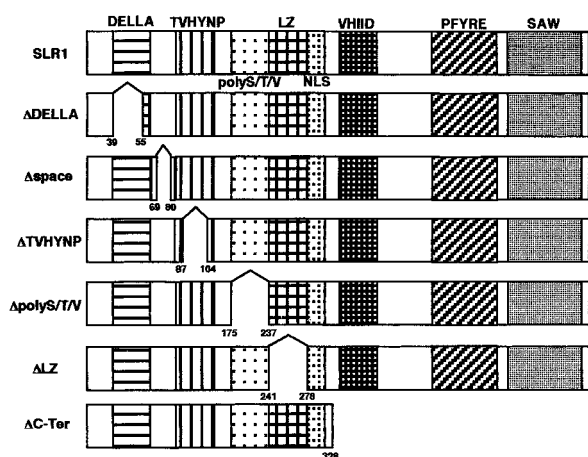 DELLA TVHYNP LZ VHIID PFYRE SAW
SLR1
polyS/T/V NLS
ΔDELLA
39 55
Δspace
69 80
ΔTVHYNP
87 104
ΔpolyS/T/V
175 237
ΔLZ
241 278
ΔC-Ter
328